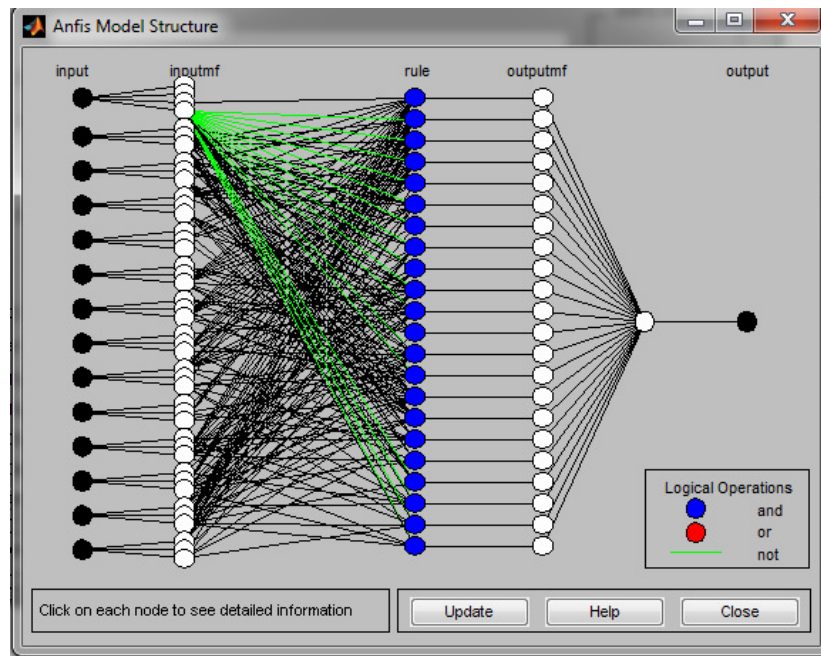 Anfis Model Structure
input inputmf rule outputmf output
Logical Operations
and
or
not
Click on each node to see detailed information
Update Help Close